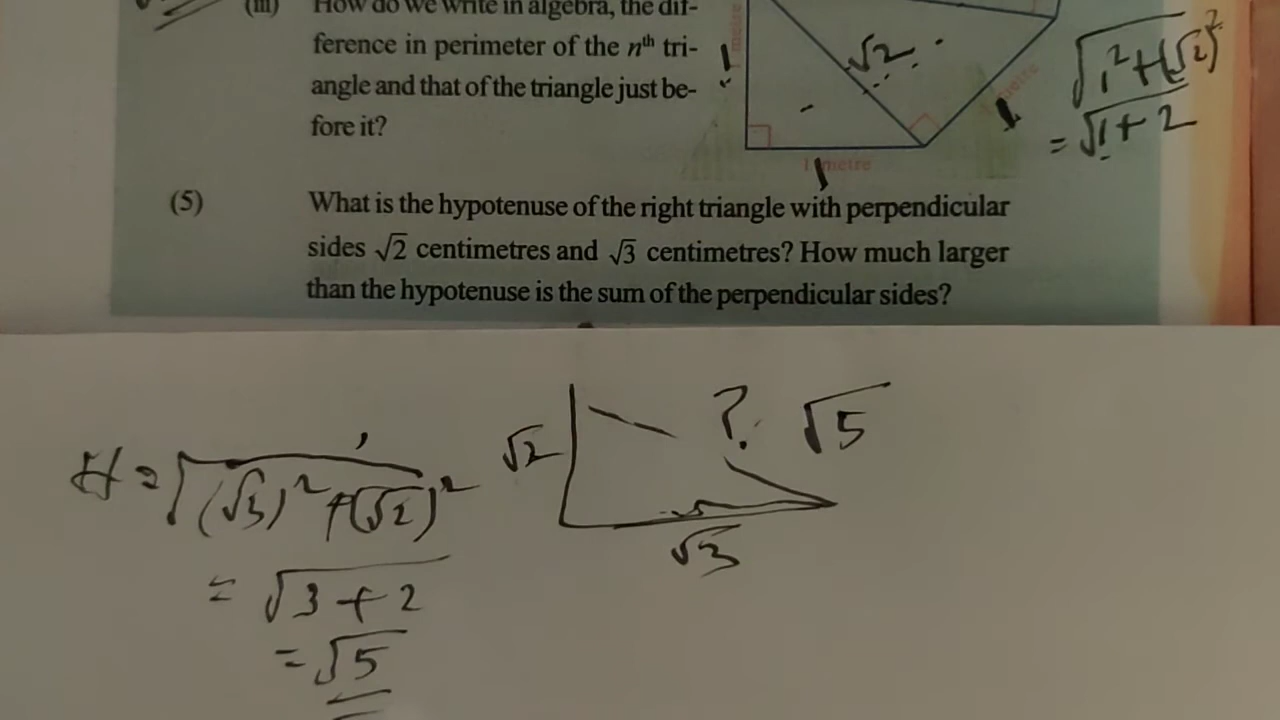 (iii) How do we write in algebra, the dif-
ference in perimeter of the nth tri-
angle and that of the triangle just be-
fore it?
1
√2
1 metre
1
√1² + (√2)²
= √1 + 2
(5) What is the hypotenuse of the right triangle with perpendicular
sides √2 centimetres and √3 centimetres? How much larger
than the hypotenuse is the sum of the perpendicular sides?
H = √(√3)² + (√2)²
= √3 + 2
= √5
√2
? √5
√3